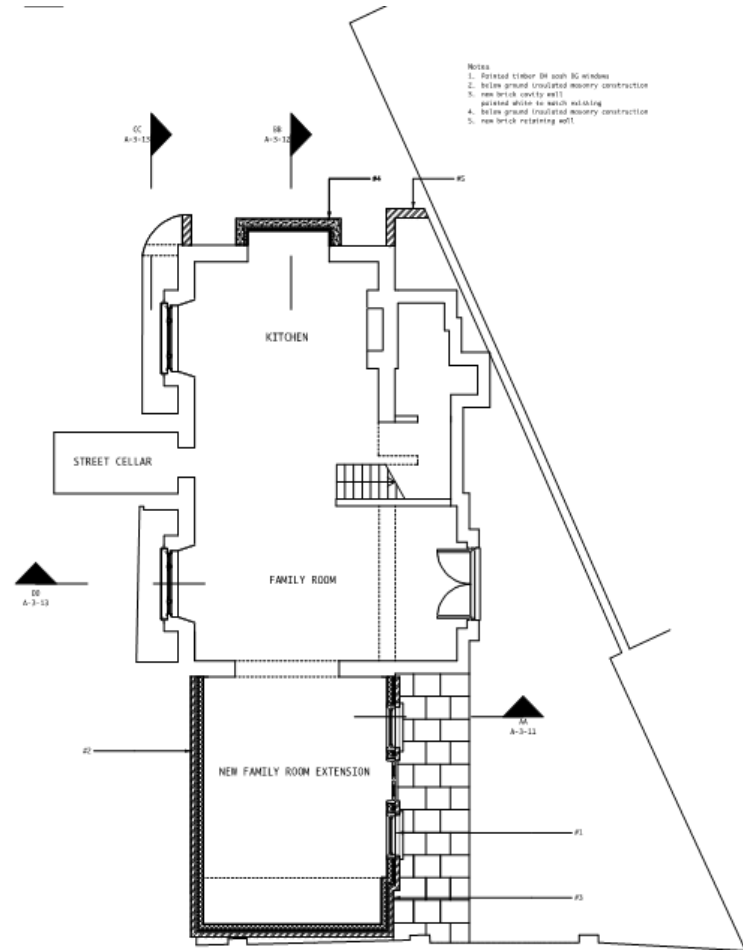 Notes
1. Painted timber DH sash DG windows
2. below ground insulated masonry construction
3. new brick cavity wall
painted white to match existing
4. below ground insulated masonry construction
5. new brick retaining wall
CC
A-3-13
BB
A-3-12
#4
#5
KITCHEN
STREET CELLAR
FAMILY ROOM
DD
A-3-13
AA
A-3-11
#2
NEW FAMILY ROOM EXTENSION
#1
#3